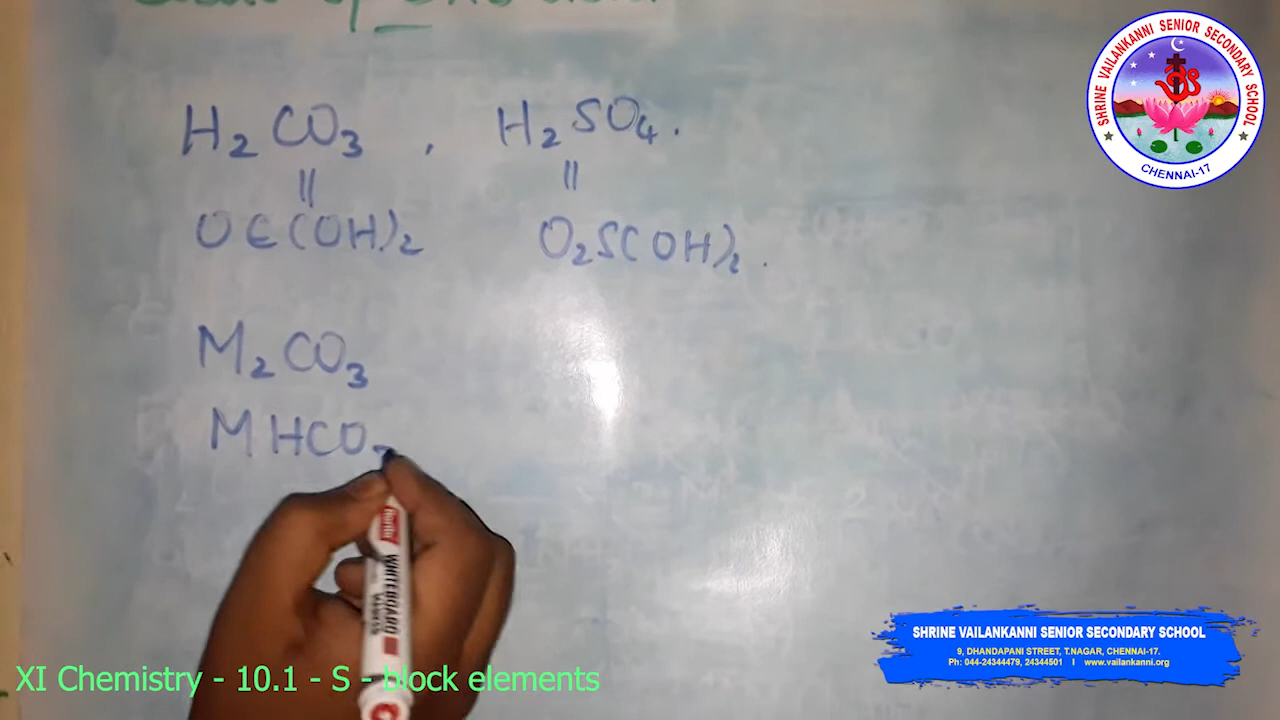 H₂CO₃ , H₂SO₄.
|| ||
OC(OH)₂ O₂S(OH)₂.
M₂CO₃
MHCO₃
WHITEBOARD
MARKER
SHRINE VAILANKANNI SENIOR SECONDARY SCHOOL
CHENNAI-17
SHRINE VAILANKANNI SENIOR SECONDARY SCHOOL
9, DHANDAPANI STREET, T.NAGAR, CHENNAI-17.
Ph: 044-24344479, 24344501 I www.vailankanni.org
XI Chemistry - 10.1 - S - block elements